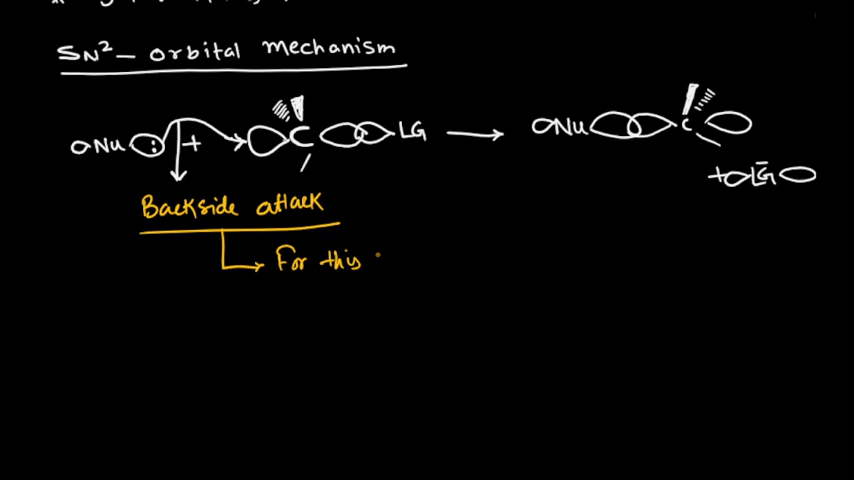 SN² – orbital mechanism
Nu : + C LG → Nu C
+ LG⁻
Backside attack
→ For this